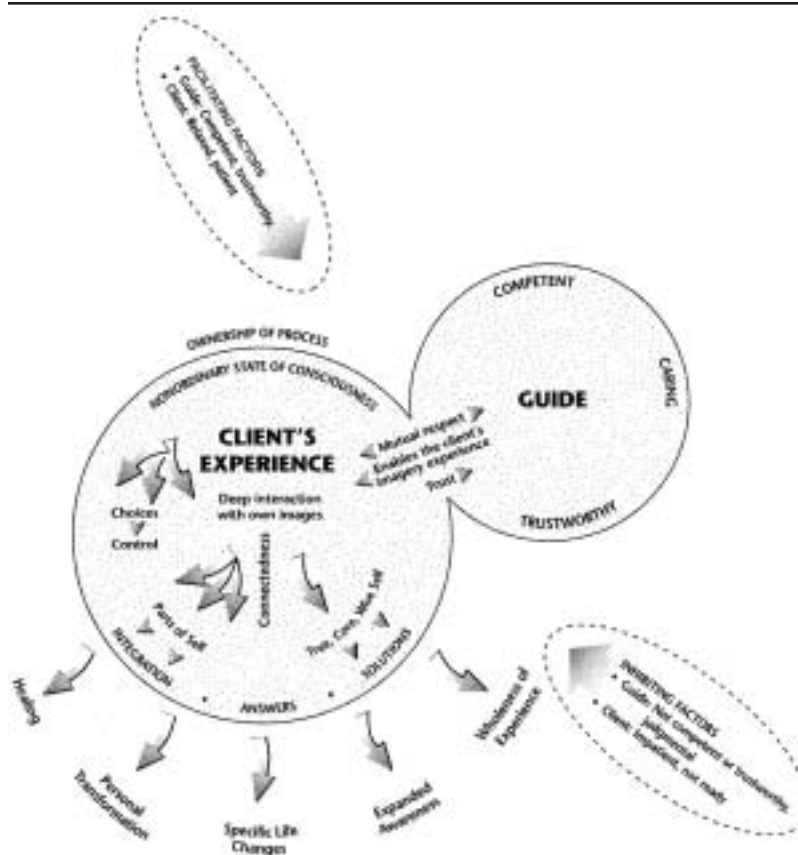 FACILITATING FACTORS
• Guide: Competent, trustworthy
• Client: Relaxed, patient
OWNERSHIP OF PROCESS
NONORDINARY STATE OF CONSCIOUSNESS
CLIENT'S
EXPERIENCE
Deep interaction
with own images
Choices
Control
Connectedness
Parts of Self
True, Core, Wise Self
INTEGRATION
•
ANSWERS
•
SOLUTIONS
Mutual respect
Enables the client's
imagery experience
Trust
COMPETENT
CARING
GUIDE
TRUSTWORTHY
Healing
Personal
Transformation
Specific Life
Changes
Expanded
Awareness
Wholeness of
Experience
INHIBITING FACTORS
• Guide: Not competent or trustworthy,
judgmental
• Client: Impatient, not ready